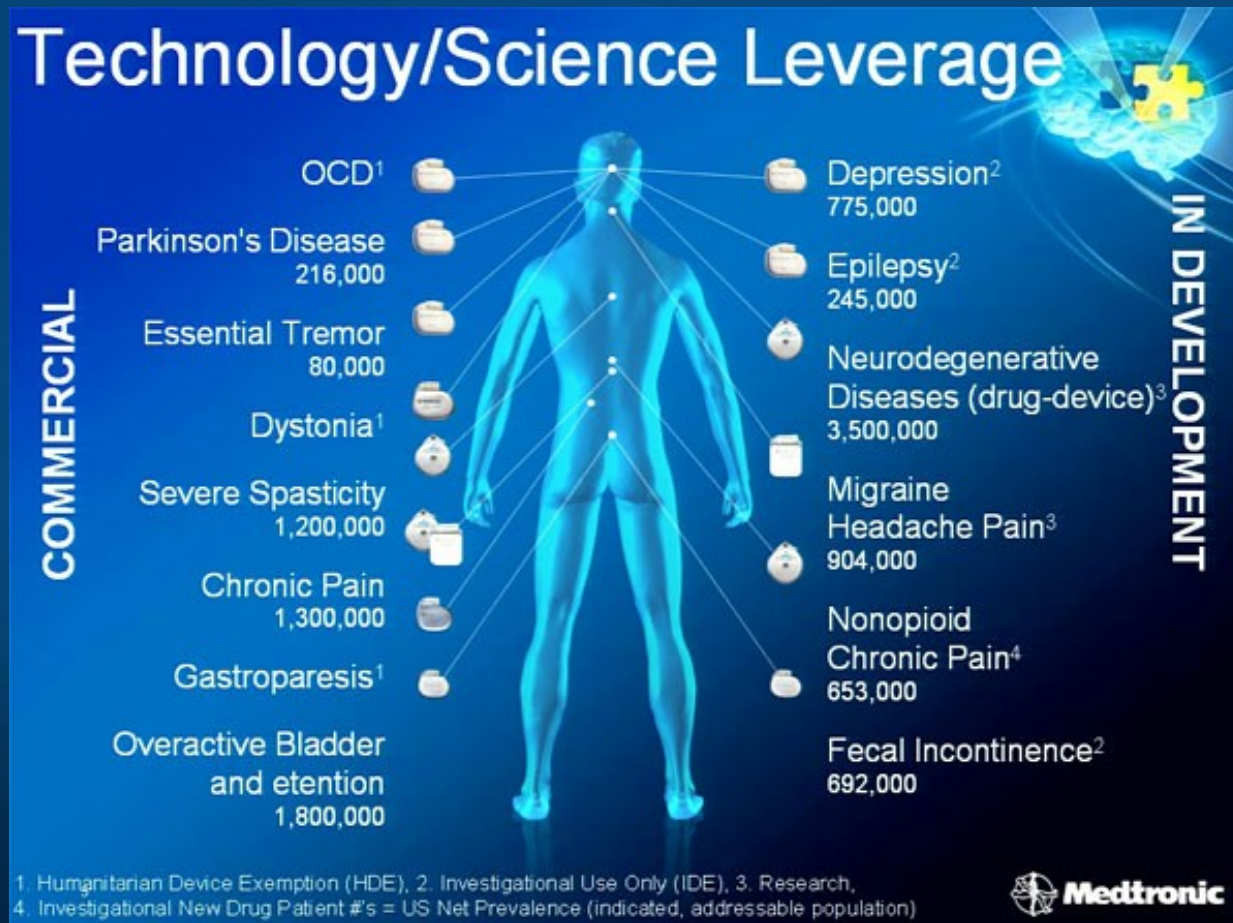 Technology/Science Leverage
COMMERCIAL
OCD¹
Parkinson's Disease
216,000
Essential Tremor
80,000
Dystonia¹
Severe Spasticity
1,200,000
Chronic Pain
1,300,000
Gastroparesis¹
Overactive Bladder
and etention
1,800,000
IN DEVELOPMENT
Depression²
775,000
Epilepsy²
245,000
Neurodegenerative
Diseases (drug-device)³
3,500,000
Migraine
Headache Pain³
904,000
Nonopioid
Chronic Pain⁴
653,000
Fecal Incontinence²
692,000
1. Humanitarian Device Exemption (HDE), 2. Investigational Use Only (IDE), 3. Research,
4. Investigational New Drug Patient #'s = US Net Prevalence (indicated, addressable population)
Medtronic